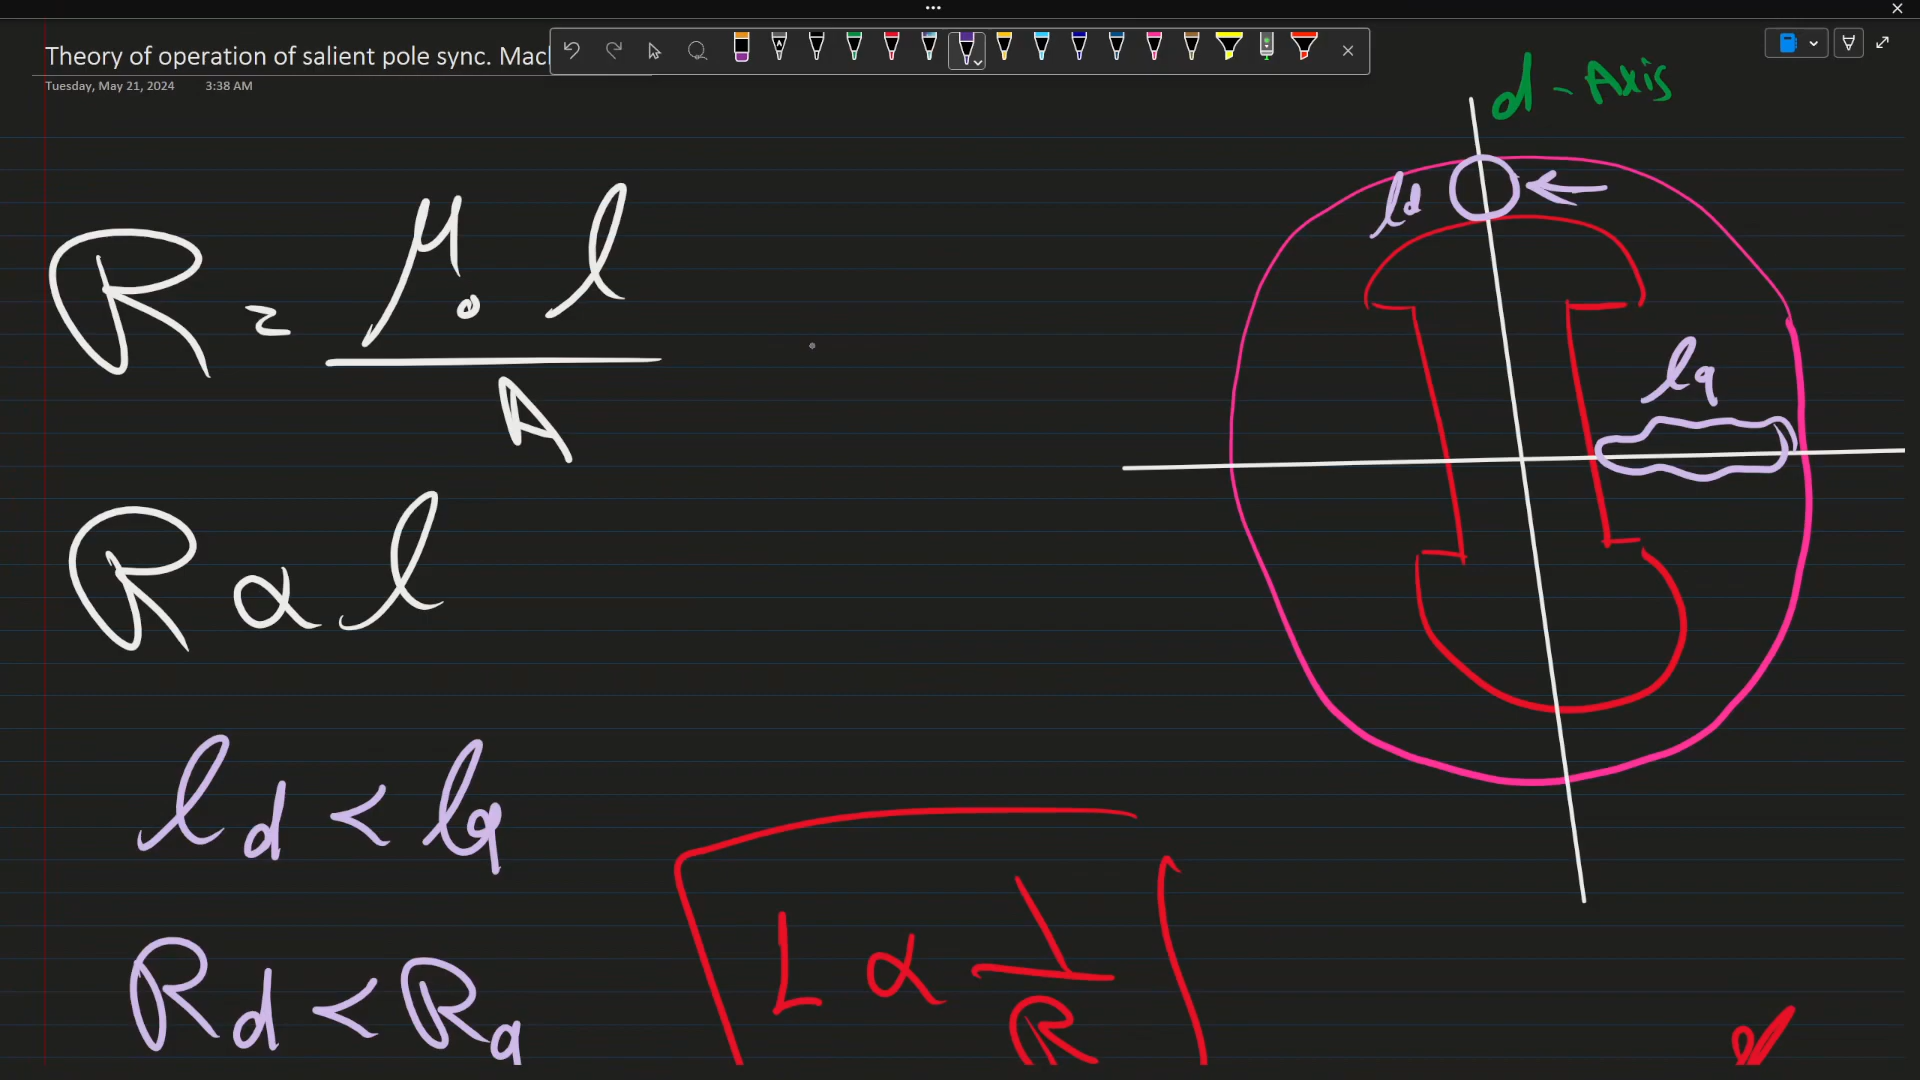 Theory of operation of salient pole sync. Mac
Tuesday, May 21, 2024 3:38 AM
d - Axis
ld
R = μ₀ l / A
lq
R α l
ld < lq
L α 1/R
Rd < Rq